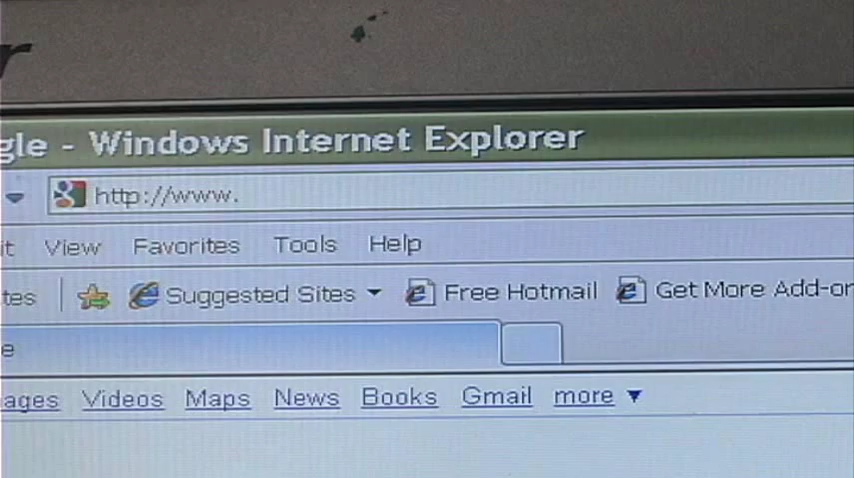 r
gle - Windows Internet Explorer
http://www.
it View Favorites Tools Help
tes Suggested Sites Free Hotmail Get More Add-on
e
ages Videos Maps News Books Gmail more